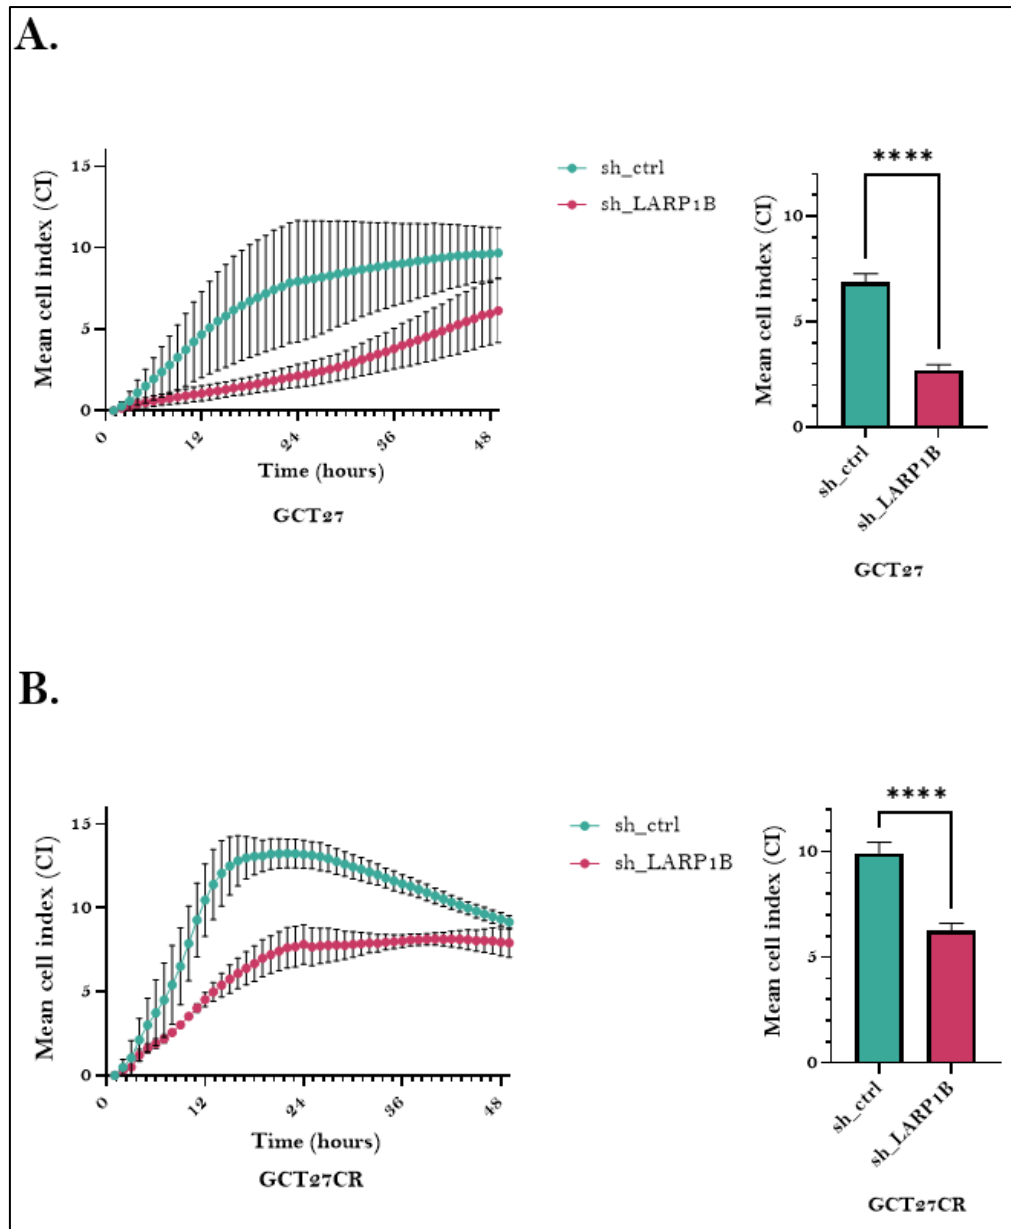 A.
Mean cell index (CI)
15
10
5
0
0
12
24
36
48
Time (hours)
GCT27
sh_ctrl
sh_LARP1B
****
Mean cell index (CI)
10
5
0
sh_ctrl
sh_LARP1B
GCT27
B.
Mean cell index (CI)
15
10
5
0
0
12
24
36
48
Time (hours)
GCT27CR
sh_ctrl
sh_LARP1B
****
Mean cell index (CI)
10
5
0
sh_ctrl
sh_LARP1B
GCT27CR